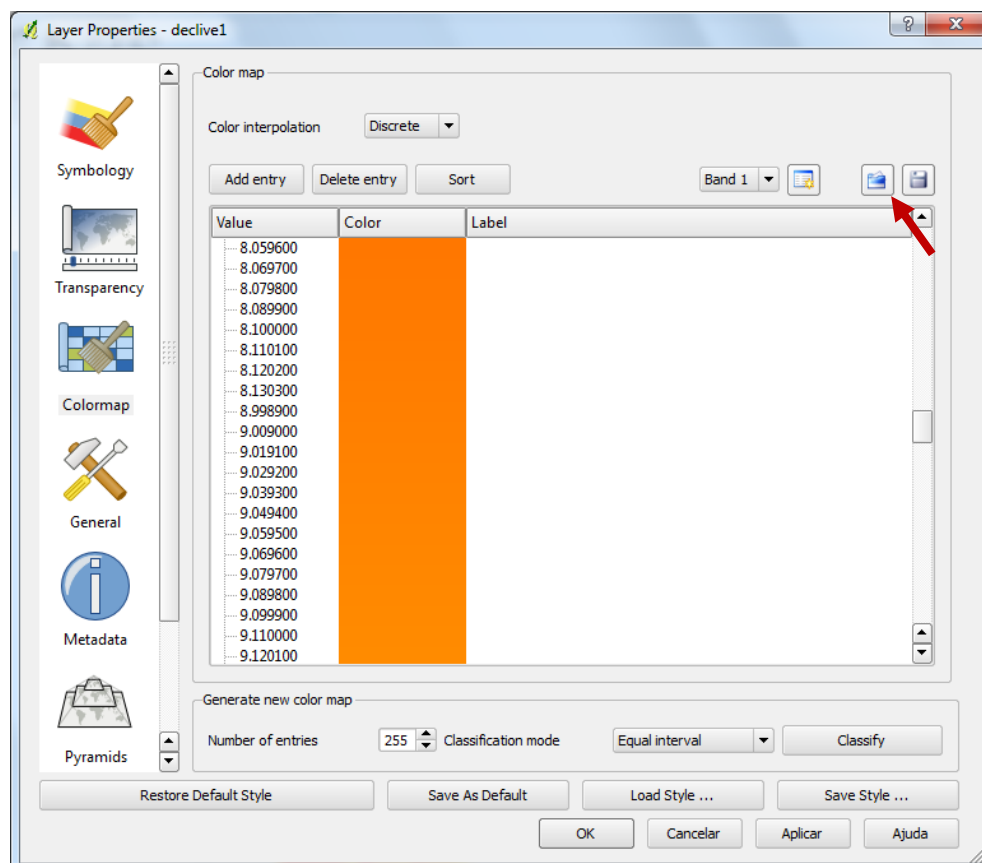 Layer Properties - declive1
Color map
Color interpolation Discrete
Symbology
Add entry Delete entry Sort Band 1
Value Color Label
8.059600
8.069700
8.079800
Transparency
8.089900
8.100000
8.110100
8.120200
8.130300
Colormap
8.998900
9.009000
9.019100
9.029200
9.039300
9.049400
General
9.059500
9.069600
9.079700
9.089800
9.099900
Metadata
9.110000
9.120100
Generate new color map
Number of entries 255 Classification mode Equal interval Classify
Pyramids
Restore Default Style Save As Default Load Style ... Save Style ...
OK Cancelar Aplicar Ajuda